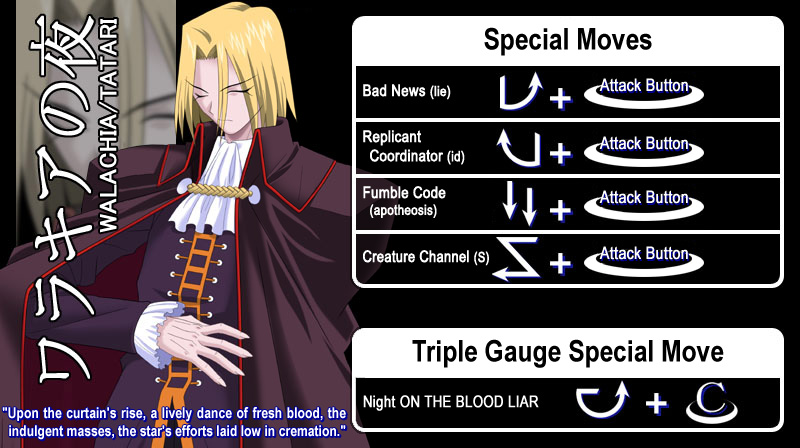 ワラキアの夜
WALACHIA/TATARI
"Upon the curtain's rise, a lively dance of fresh blood, the
indulgent masses, the star's efforts laid low in cremation."
Special Moves
Bad News (lie)
+ Attack Button
Replicant
Coordinator (id)
+ Attack Button
Fumble Code
(apotheosis)
+ Attack Button
Creature Channel (S)
+ Attack Button
Triple Gauge Special Move
Night ON THE BLOOD LIAR
+ C